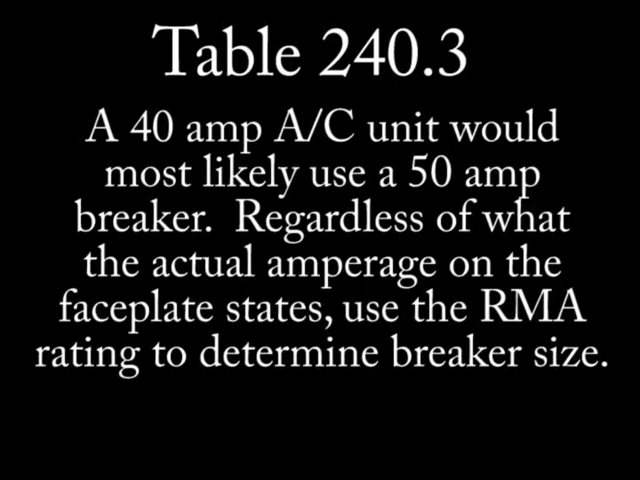 Table 240.3
A 40 amp A/C unit would
most likely use a 50 amp
breaker.  Regardless of what
the actual amperage on the
faceplate states, use the RMA
rating to determine breaker size.